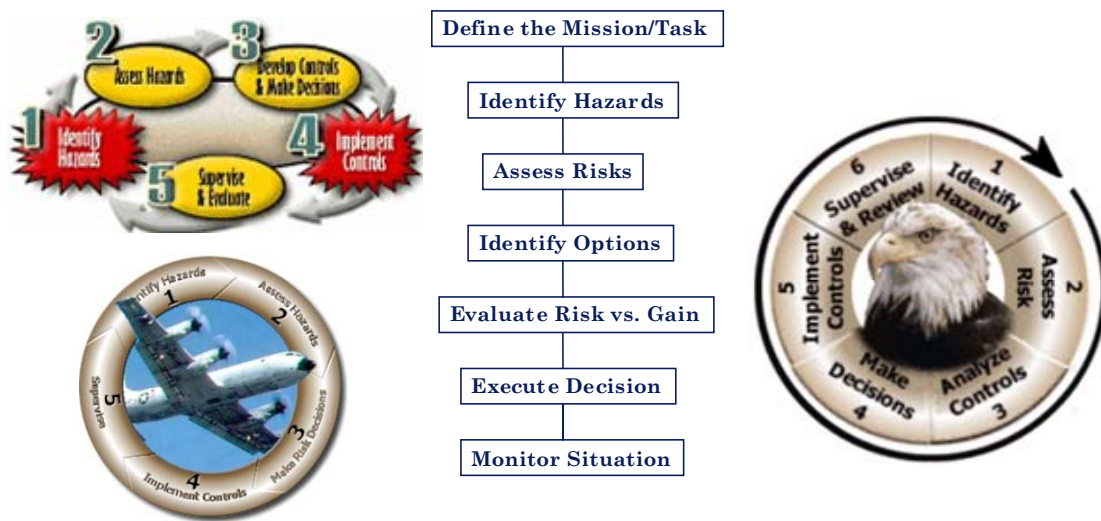 2
Assess Hazards
3
Develop Controls
& Make Decisions
1
Identify
Hazards
4
Implement
Controls
5
Supervise
& Evaluate
Define the Mission/Task
Identify Hazards
Assess Risks
Identify Options
Evaluate Risk vs. Gain
Execute Decision
Monitor Situation
1
Identify
Hazards
2
Assess
Risk
3
Analyze
Controls
4
Make
Decisions
5
Implement
Controls
6
Supervise
& Review
1
Hazards
2
Assess Hazards
3
Make Risk Decisions
4
Implement Controls
5
Supervise